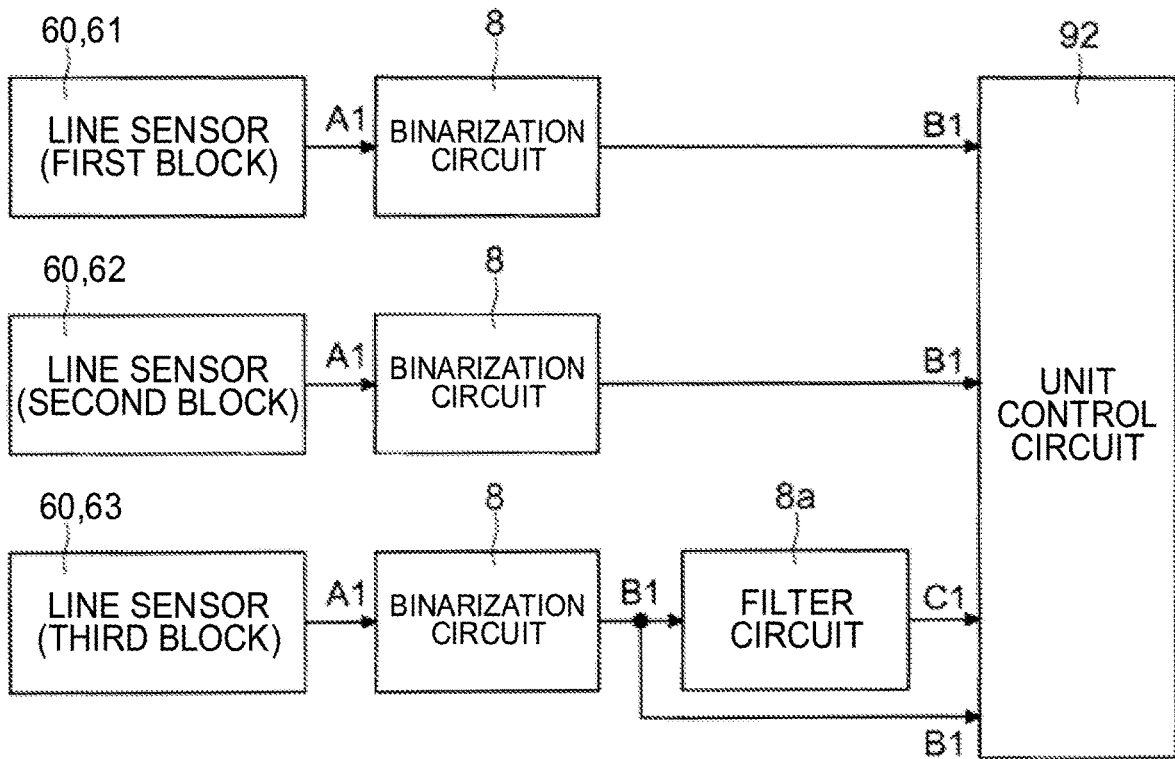 60,61
8
92
LINE SENSOR
(FIRST BLOCK)
A1
BINARIZATION
CIRCUIT
B1
60,62
8
LINE SENSOR
(SECOND BLOCK)
A1
BINARIZATION
CIRCUIT
B1
UNIT
CONTROL
CIRCUIT
60,63
8
8a
LINE SENSOR
(THIRD BLOCK)
A1
BINARIZATION
CIRCUIT
B1
FILTER
CIRCUIT
C1
B1